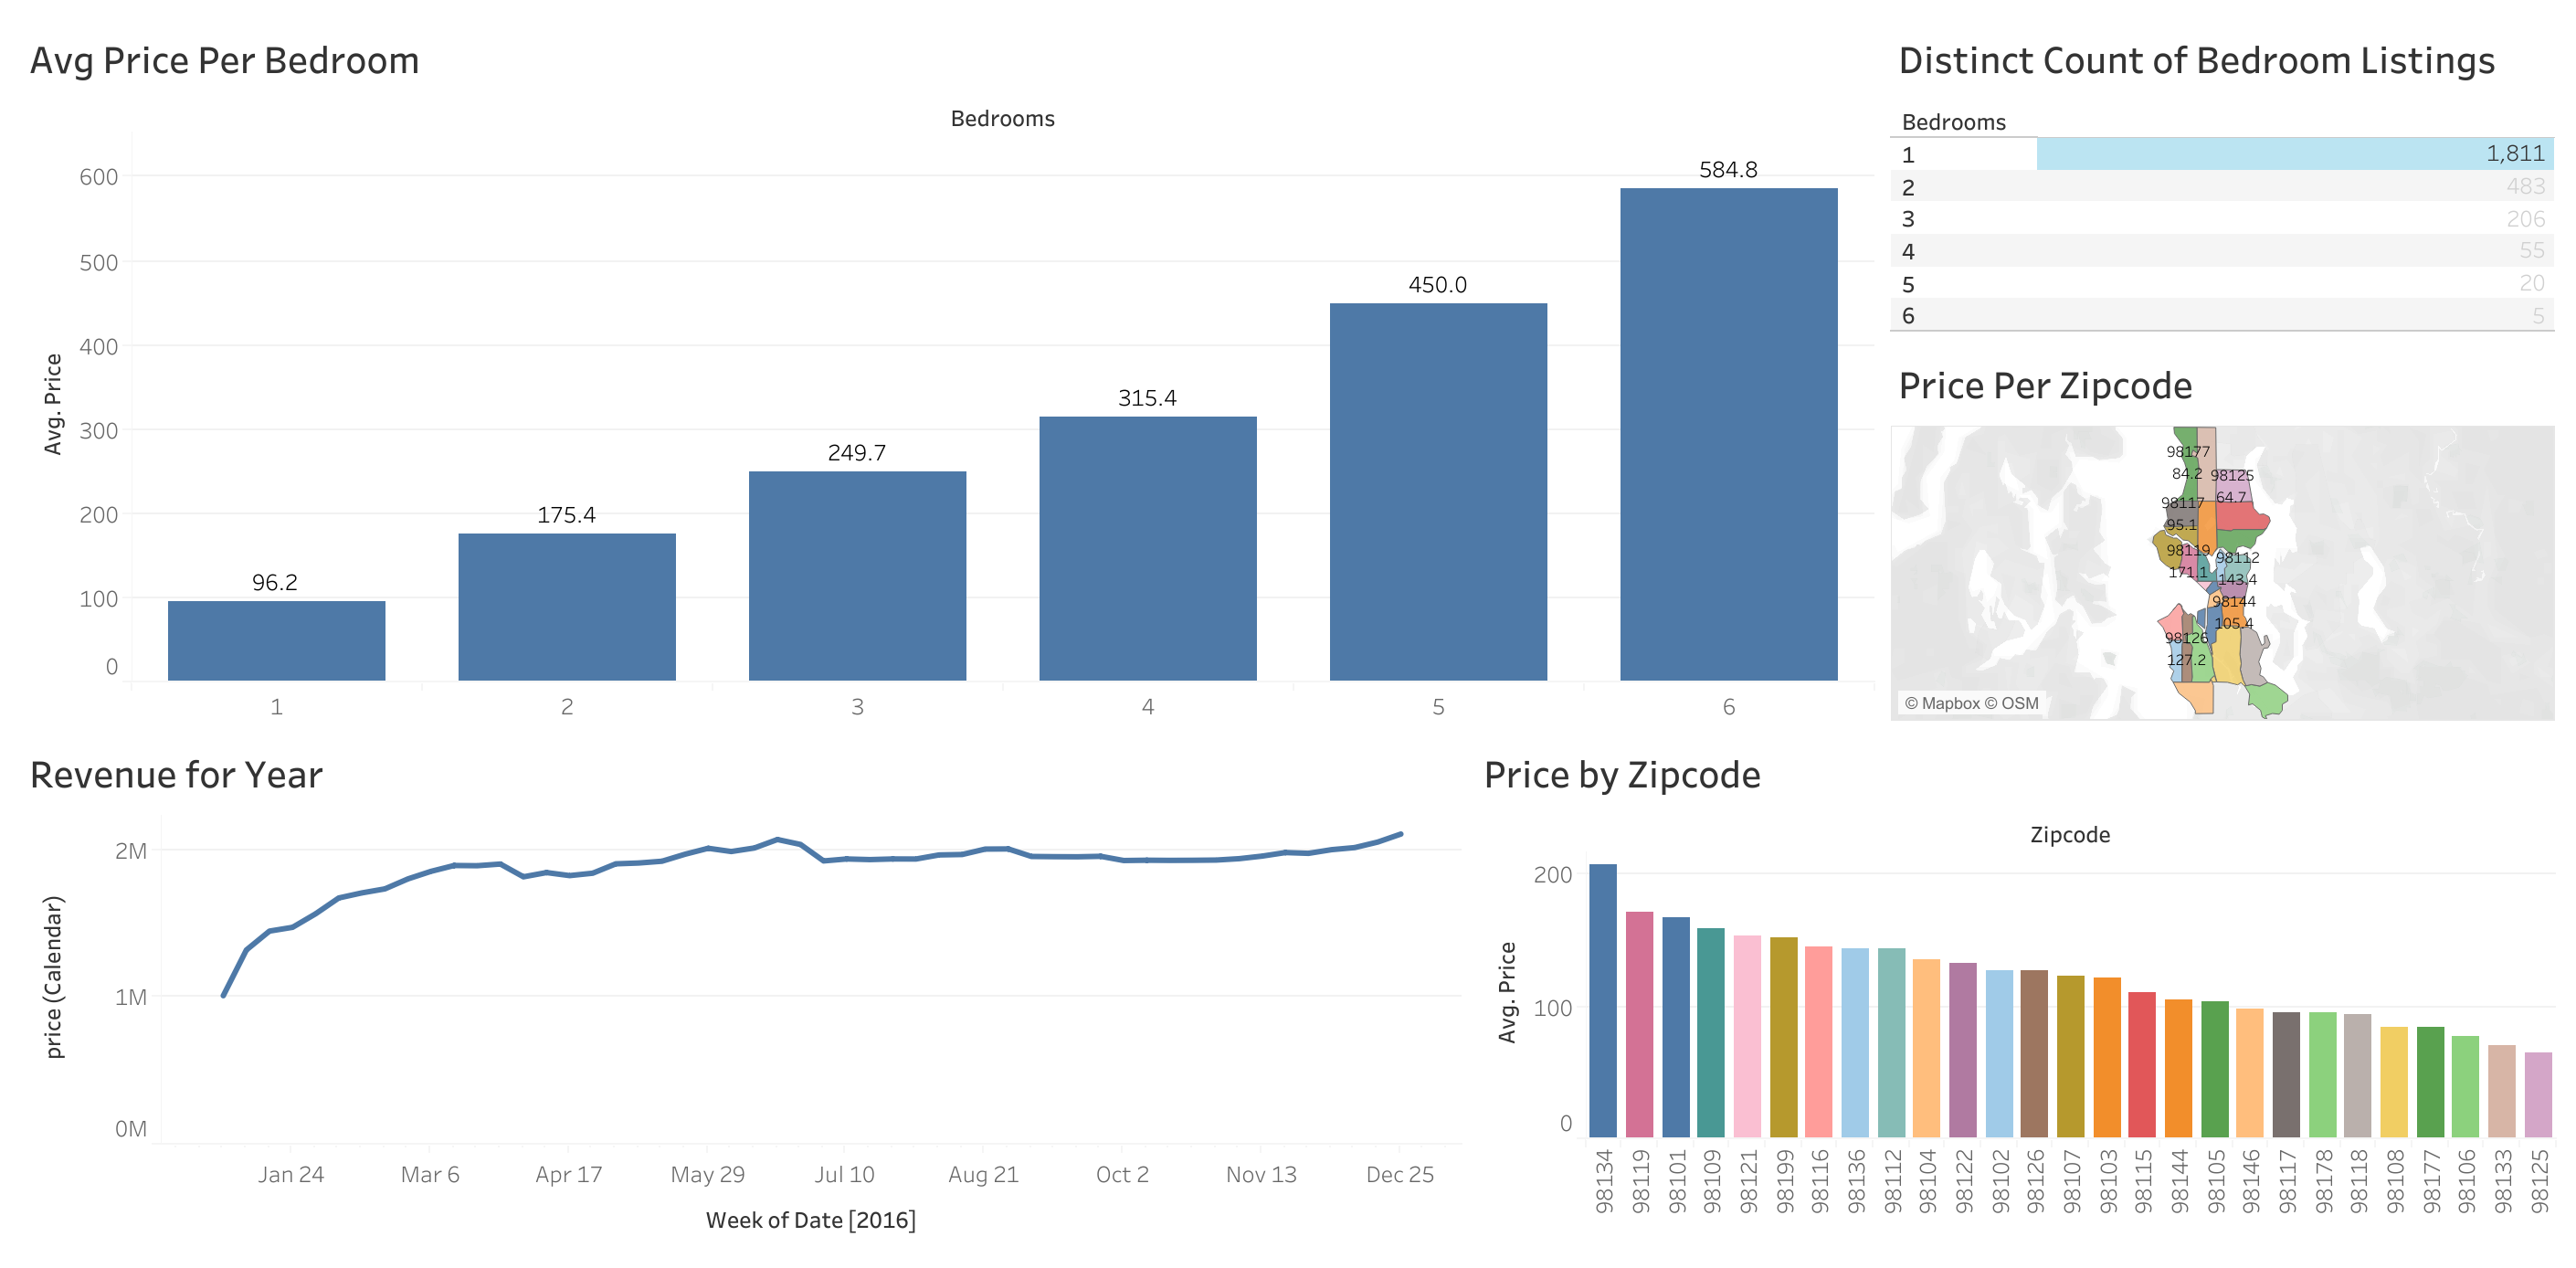 Avg Price Per Bedroom
Bedrooms
Avg. Price
600
500
400
300
200
100
0
96.2
175.4
249.7
315.4
450.0
584.8
1 2 3 4 5 6
Distinct Count of Bedroom Listings
Bedrooms
1 1,811
2 483
3 206
4 55
5 20
6 5
Price Per Zipcode
98177
84.2
98125
64.7
98117
95.1
98119
171.1
98112
143.4
98144
105.4
98126
127.2
© Mapbox © OSM
Revenue for Year
price (Calendar)
2M
1M
0M
Jan 24 Mar 6 Apr 17 May 29 Jul 10 Aug 21 Oct 2 Nov 13 Dec 25
Week of Date [2016]
Price by Zipcode
Zipcode
Avg. Price
200
100
0
98134 98119 98101 98109 98121 98199 98116 98136 98112 98104 98122 98102 98126 98107 98103 98115 98144 98105 98146 98117 98178 98118 98108 98177 98106 98133 98125